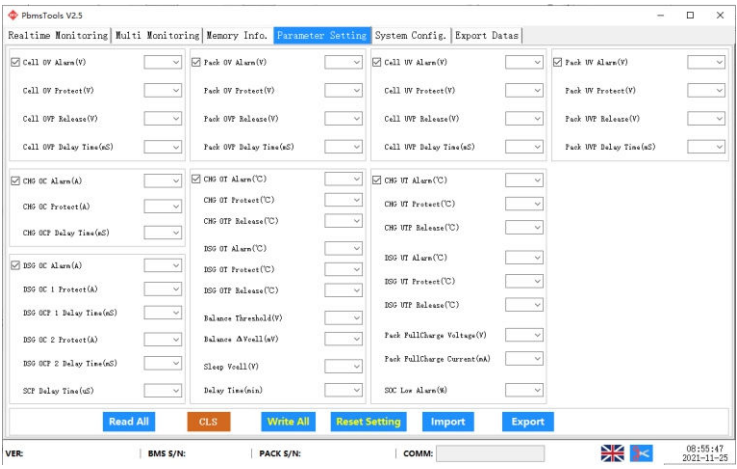 PbmsTools V2.5
Realtime Monitoring Multi Monitoring Memory Info. Parameter Setting System Config. Export Datas
Cell OV Alarm(V)
Cell OV Protect(V)
Cell OVP Release(V)
Cell OVP Delay Time(mS)
Pack OV Alarm(V)
Pack OV Protect(V)
Pack OVP Release(V)
Pack OVP Delay Time(mS)
Cell UV Alarm(V)
Cell UV Protect(V)
Cell UVP Release(V)
Cell UVP Delay Time(mS)
Pack UV Alarm(V)
Pack UV Protect(V)
Pack UVP Release(V)
Pack UVP Delay Time(mS)
CHG OC Alarm(A)
CHG OC Protect(A)
CHG OCP Delay Time(mS)
DSG OC Alarm(A)
DSG OC 1 Protect(A)
DSG OCP 1 Delay Time(mS)
DSG OC 2 Protect(A)
DSG OCP 2 Delay Time(mS)
SCP Delay Time(uS)
CHG OT Alarm(℃)
CHG OT Protect(℃)
CHG OTP Release(℃)
DSG OT Alarm(℃)
DSG OT Protect(℃)
DSG OTP Release(℃)
Balance Threshold(V)
Balance ΔVcell(mV)
Sleep Vcell(V)
Delay Time(min)
CHG UT Alarm(℃)
CHG UT Protect(℃)
CHG UTP Release(℃)
DSG UT Alarm(℃)
DSG UT Protect(℃)
DSG UTP Release(℃)
Pack FullCharge Voltage(V)
Pack FullCharge Current(mA)
SOC Low Alarm(%)
Read All CLS Write All Reset Setting Import Export
VER: BMS S/N: PACK S/N: COMM: 08:55:47
2021-11-25